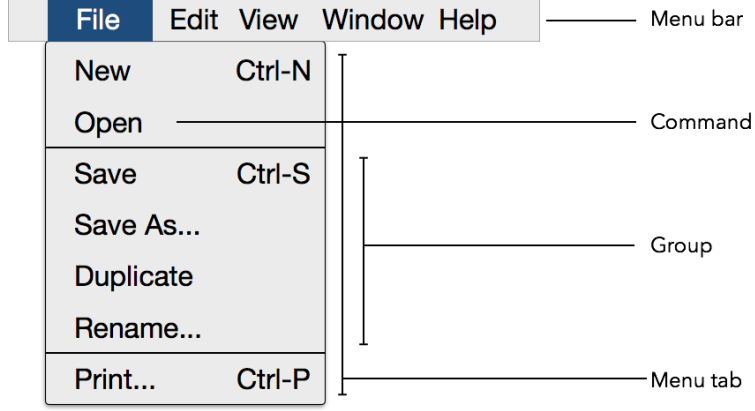 File Edit View Window Help Menu bar
New Ctrl-N
Open Command
Save Ctrl-S
Save As...
Duplicate Group
Rename...
Print... Ctrl-P Menu tab